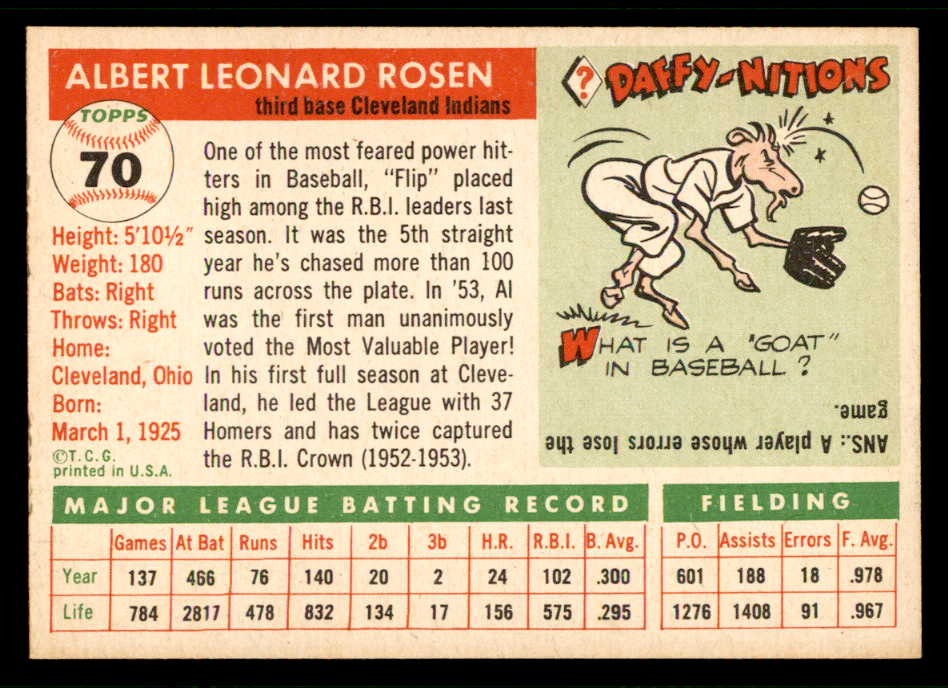 ALBERT LEONARD ROSEN
third base Cleveland Indians
TOPPS
70
Height: 5'10½"
Weight: 180
Bats: Right
Throws: Right
Home:
Cleveland, Ohio
Born:
March 1, 1925
©T.C.G.
printed in U.S.A.
One of the most feared power hit-
ters in Baseball, "Flip" placed
high among the R.B.I. leaders last
season. It was the 5th straight
year he's chased more than 100
runs across the plate. In '53, Al
was the first man unanimously
voted the Most Valuable Player!
In his first full season at Cleve-
land, he led the League with 37
Homers and has twice captured
the R.B.I. Crown (1952-1953).
? DAFFY-NITIONS
WHAT IS A "GOAT"
IN BASEBALL?
ANS.: A player whose errors lose the
game.
MAJOR LEAGUE BATTING RECORD
Games At Bat Runs Hits 2b 3b H.R. R.B.I. B. Avg.
Year 137 466 76 140 20 2 24 102 .300
Life 784 2817 478 832 134 17 156 575 .295
FIELDING
P.O. Assists Errors F. Avg.
601 188 18 .978
1276 1408 91 .967